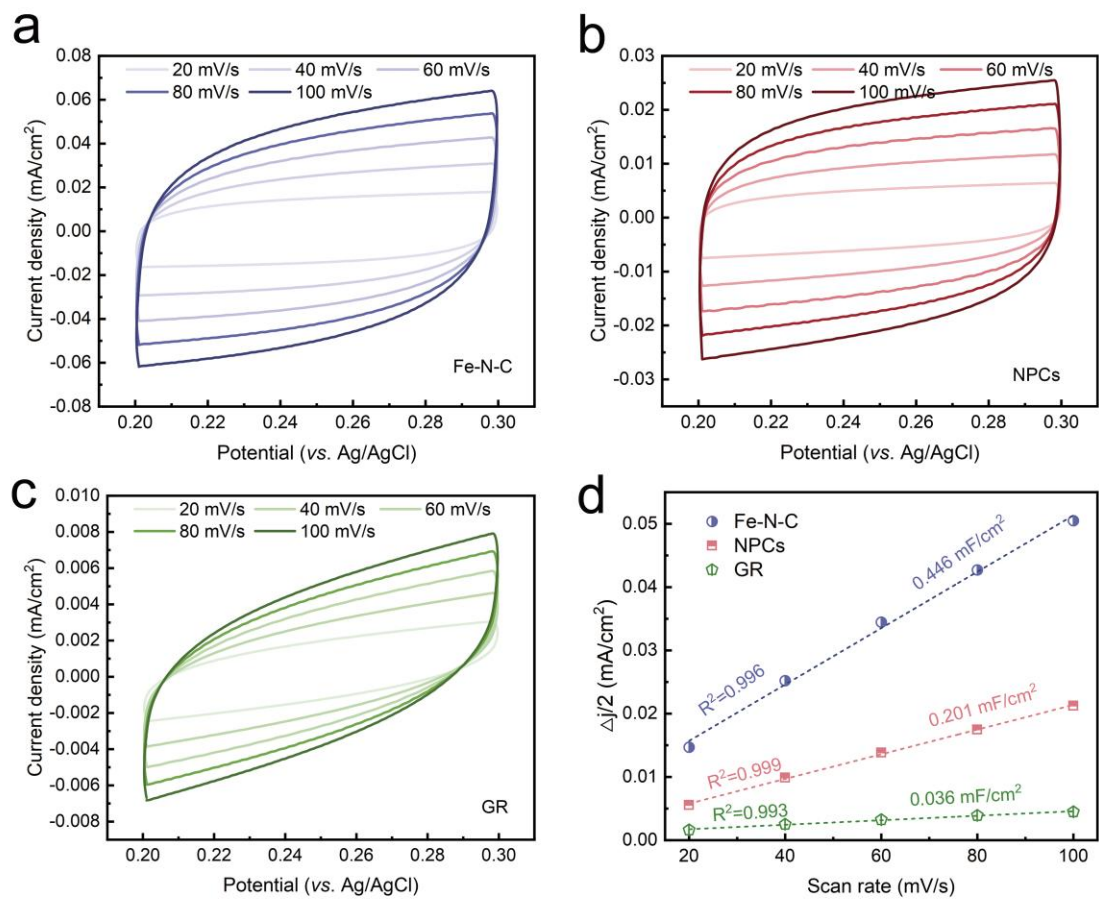 a
20 mV/s 40 mV/s 60 mV/s
80 mV/s 100 mV/s
0.08
0.06
0.04
0.02
0.00
-0.02
-0.04
-0.06
-0.08
Current density (mA/cm²)
Fe-N-C
0.20 0.22 0.24 0.26 0.28 0.30
Potential (vs. Ag/AgCl)
b
20 mV/s 40 mV/s 60 mV/s
80 mV/s 100 mV/s
0.03
0.02
0.01
0.00
-0.01
-0.02
-0.03
Current density (mA/cm²)
NPCs
0.20 0.22 0.24 0.26 0.28 0.30
Potential (vs. Ag/AgCl)
c
20 mV/s 40 mV/s 60 mV/s
80 mV/s 100 mV/s
0.010
0.008
0.006
0.004
0.002
0.000
-0.002
-0.004
-0.006
-0.008
Current density (mA/cm²)
GR
0.20 0.22 0.24 0.26 0.28 0.30
Potential (vs. Ag/AgCl)
d
Fe-N-C
NPCs
GR
0.05
0.04
0.03
0.02
0.01
0.00
△j/2 (mA/cm²)
0.446 mF/cm²
R²=0.996
0.201 mF/cm²
R²=0.999
0.036 mF/cm²
R²=0.993
20 40 60 80 100
Scan rate (mV/s)